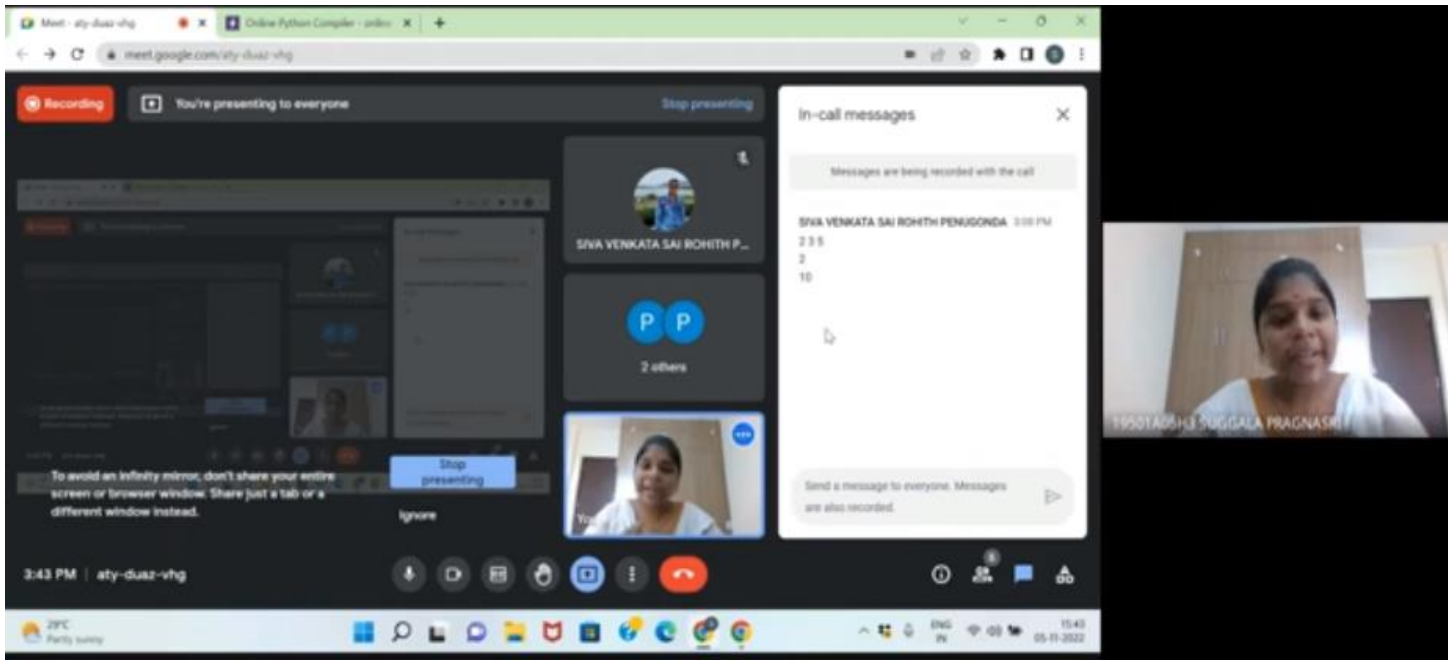 Meet - aty-duaz-vhg
Online Python Compiler - onlin
meet.google.com/aty-duaz-vhg
Recording
You're presenting to everyone
Stop presenting
In-call messages
Messages are being recorded with the call
SIVA VENKATA SAI ROHITH PENUGONDA 3:08 PM
2 3 5
2
10
SIVA VENKATA SAI ROHITH P...
P P
2 others
To avoid an infinity mirror, don't share your entire
screen or browser window. Share just a tab or a
different window instead.
Stop
presenting
Ignore
You
Send a message to everyone. Messages
are also recorded.
19501A05H3 SUGGALA PRAGNASRI
3:43 PM | aty-duaz-vhg
29°C
Partly sunny
ENG
IN
15:43
05-11-2022